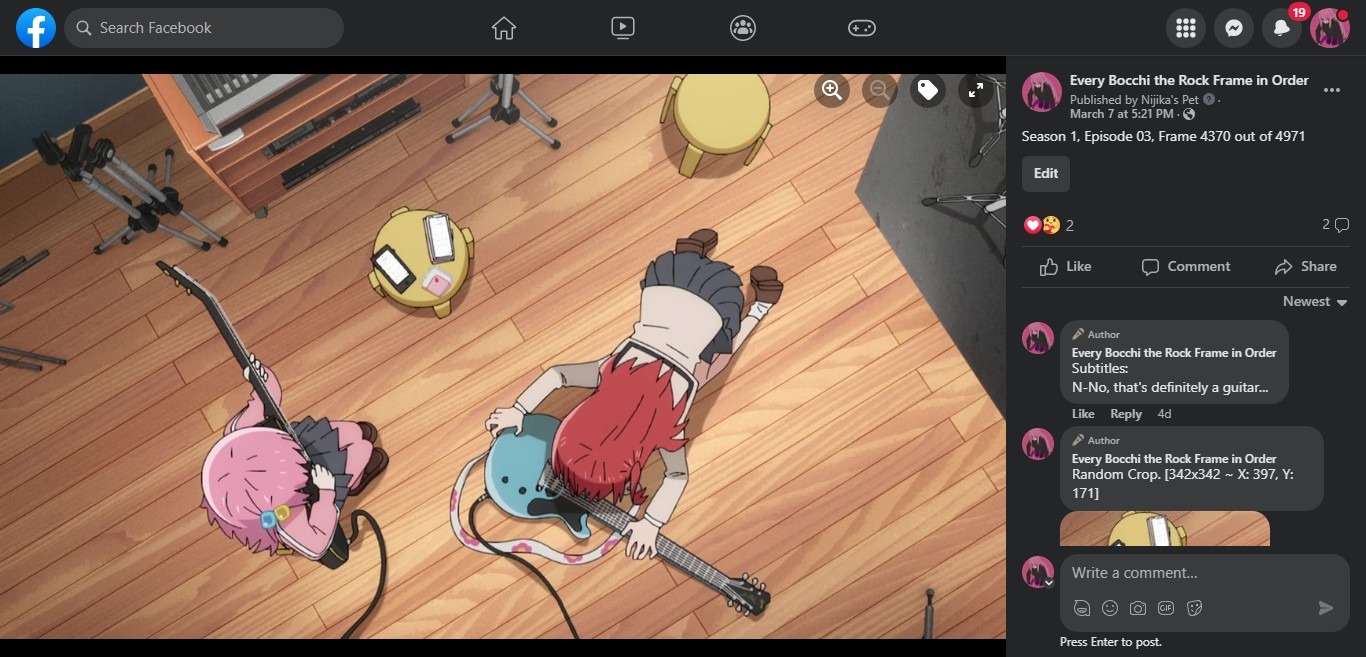 Search Facebook
19
Every Bocchi the Rock Frame in Order
Published by Nijika's Pet ·
March 7 at 5:21 PM ·
Season 1, Episode 03, Frame 4370 out of 4971
Edit
2
2
Like Comment Share
Newest
Author
Every Bocchi the Rock Frame in Order
Subtitles:
N-No, that's definitely a guitar...
Like Reply 4d
Author
Every Bocchi the Rock Frame in Order
Random Crop. [342x342 ~ X: 397, Y:
171]
Write a comment...
GIF
Press Enter to post.